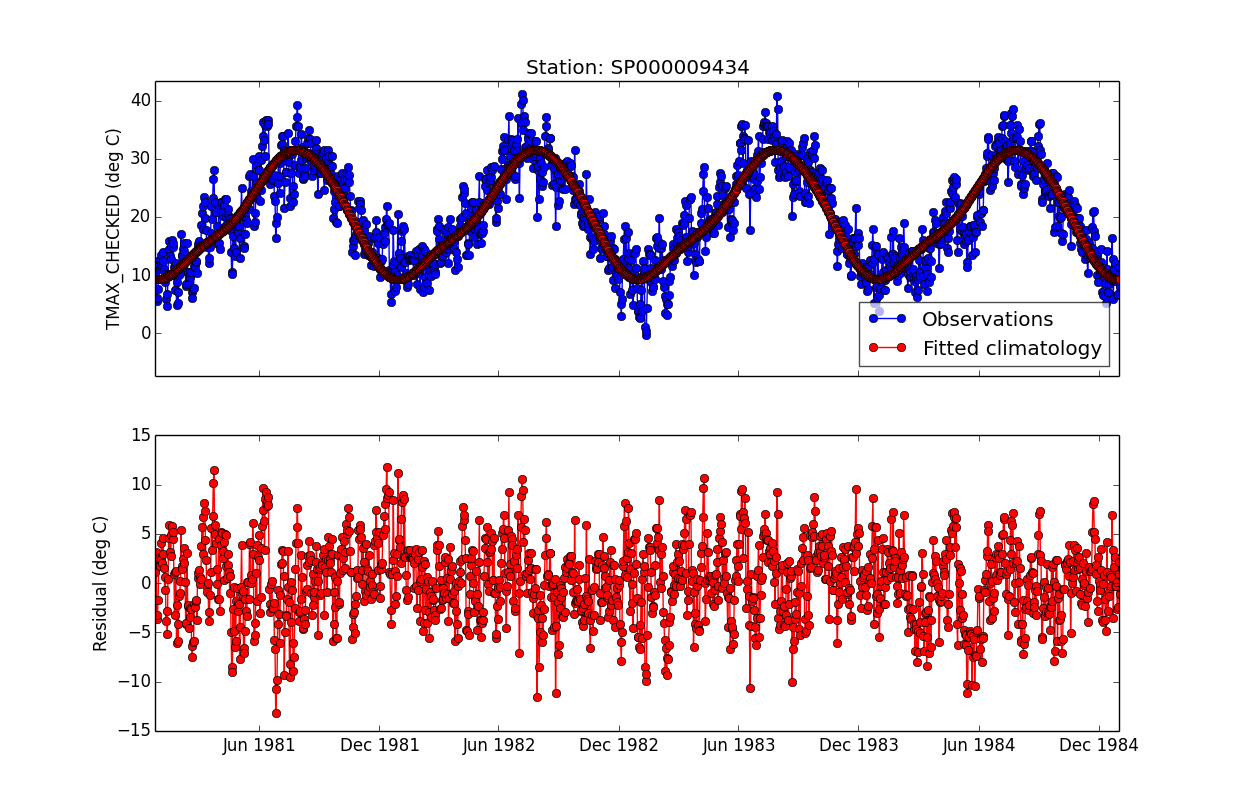 Station: SP000009434
TMAX_CHECKED (deg C)
40
30
20
10
0
Observations
Fitted climatology
Residual (deg C)
15
10
5
0
−5
−10
−15
Jun 1981 Dec 1981 Jun 1982 Dec 1982 Jun 1983 Dec 1983 Jun 1984 Dec 1984